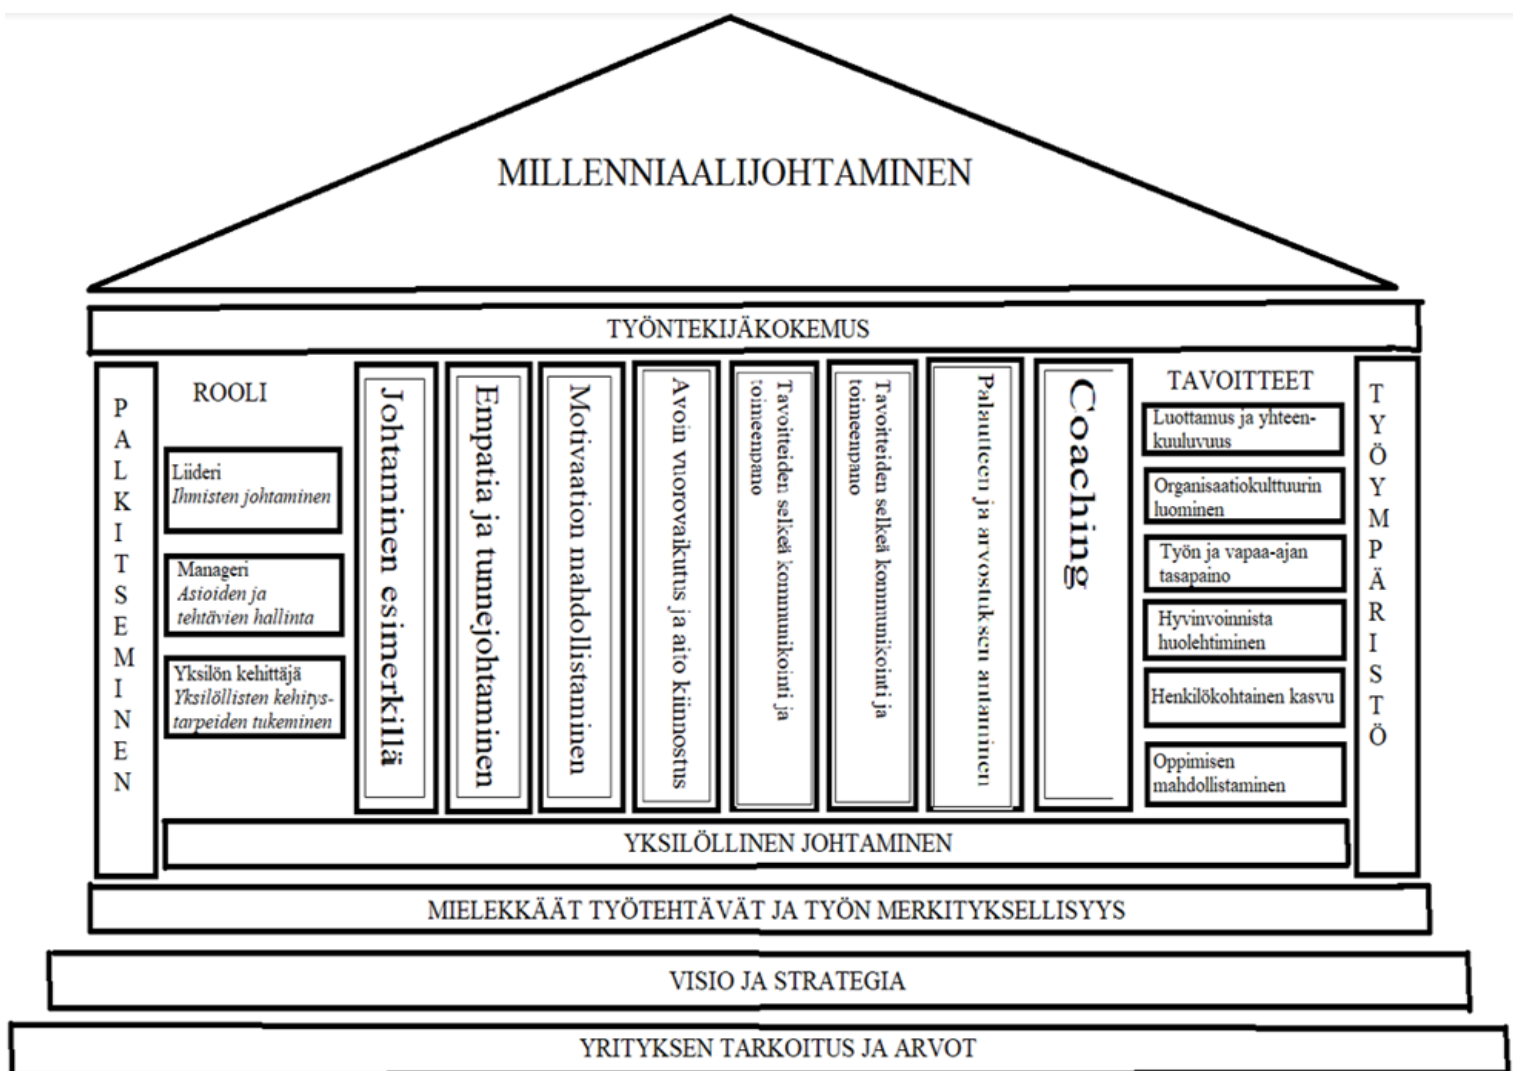 MILLENNIAALIJOHTAMINEN
TYÖNTEKIJÄKOKEMUS
PALKITSEMINEN
ROOLI
Liideri
Ihmisten johtaminen
Manageri
Asioiden ja
tehtävien hallinta
Yksilön kehittäjä
Yksilöllisten kehitys-
tarpeiden tukeminen
Johtaminen esimerkillä
Empatia ja tunnejohtaminen
Motivaation mahdollistaminen
Avoin vuorovaikutus ja aito kiinnostus
Tavoitteiden selkeä kommunikointi ja
toimeenpano
Tavoitteiden selkeä kommunikointi ja
toimeenpano
Palautteen ja arvostuksen antaminen
Coaching
TAVOITTEET
Luottamus ja yhteen-
kuuluvuus
Organisaatiokulttuurin
luominen
Työn ja vapaa-ajan
tasapaino
Hyvinvoinnista
huolehtiminen
Henkilökohtainen kasvu
Oppimisen
mahdollistaminen
TYÖYMPÄRISTÖ
YKSILÖLLINEN JOHTAMINEN
MIELEKKÄÄT TYÖTEHTÄVÄT JA TYÖN MERKITYKSELLISYYS
VISIO JA STRATEGIA
YRITYKSEN TARKOITUS JA ARVOT